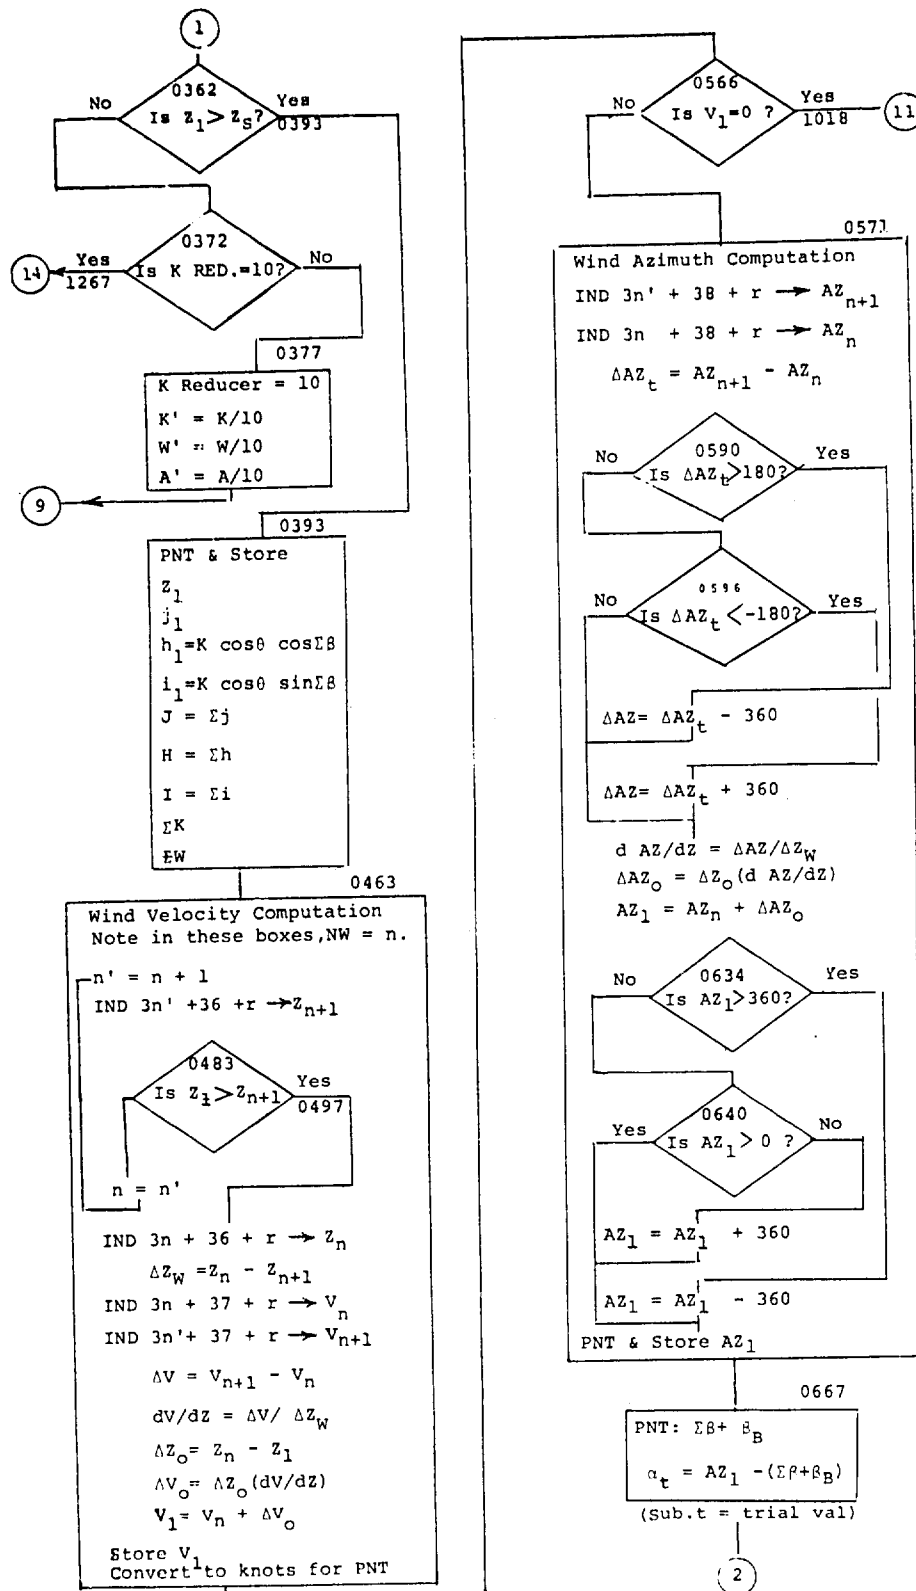 1
0362
No
Yes
Is Z1 > ZS?
0393
0372
Yes
No
14
Is K RED.=10?
1267
0377
K Reducer = 10
K' = K/10
W' = W/10
A' = A/10
9
0393
PNT & Store
Z1
j1
h1=K cosθ cosΣβ
i1=K cosθ sinΣβ
J = Σj
H = Σh
I = Σi
ΣK
ΣW
0463
Wind Velocity Computation
Note in these boxes, NW = n.
n' = n + 1
IND 3n' +36 +r → Zn+1
0483
Yes
Is Z1 > Zn+1
0497
n = n'
IND 3n + 36 + r → Zn
ΔZW = Zn - Zn+1
IND 3n + 37 + r → Vn
IND 3n'+ 37 + r → Vn+1
ΔV = Vn+1 - Vn
dV/dZ = ΔV/ ΔZW
ΔZo = Zn - Z1
ΔVo = ΔZo(dV/dZ)
V1 = Vn + ΔVo
Store V1
Convert to knots for PNT
0566
No
Yes
Is V1=0 ?
1018
11
0571
Wind Azimuth Computation
IND 3n' + 38 + r → AZn+1
IND 3n + 38 + r → AZn
ΔAZt = AZn+1 - AZn
0590
No
Yes
Is ΔAZt > 180?
0596
No
Yes
Is ΔAZt < -180?
ΔAZ= ΔAZt - 360
ΔAZ= ΔAZt + 360
d AZ/dZ = ΔAZ/ΔZW
ΔAZo = ΔZo(d AZ/dZ)
AZ1 = AZn + ΔAZo
0634
No
Yes
Is AZ1 > 360?
0640
Yes
No
Is AZ1 > 0 ?
AZ1 = AZ1 + 360
AZ1 = AZ1 - 360
PNT & Store AZ1
0667
PNT: Σβ+ βB
αt = AZ1 -(Σβ+βB)
(Sub.t = trial val)
2